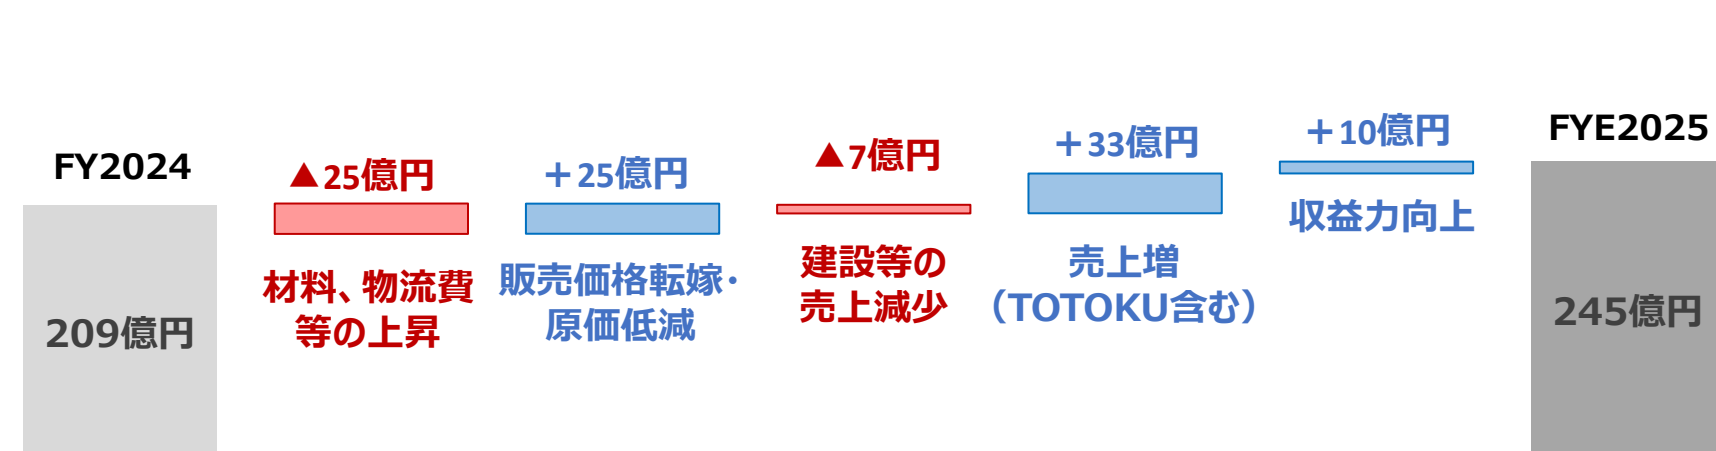 FY2024
209億円
▲25億円
材料、物流費
等の上昇
＋25億円
販売価格転嫁･
原価低減
▲7億円
建設等の
売上減少
＋33億円
売上増
（TOTOKU含む）
＋10億円
収益力向上
FYE2025
245億円